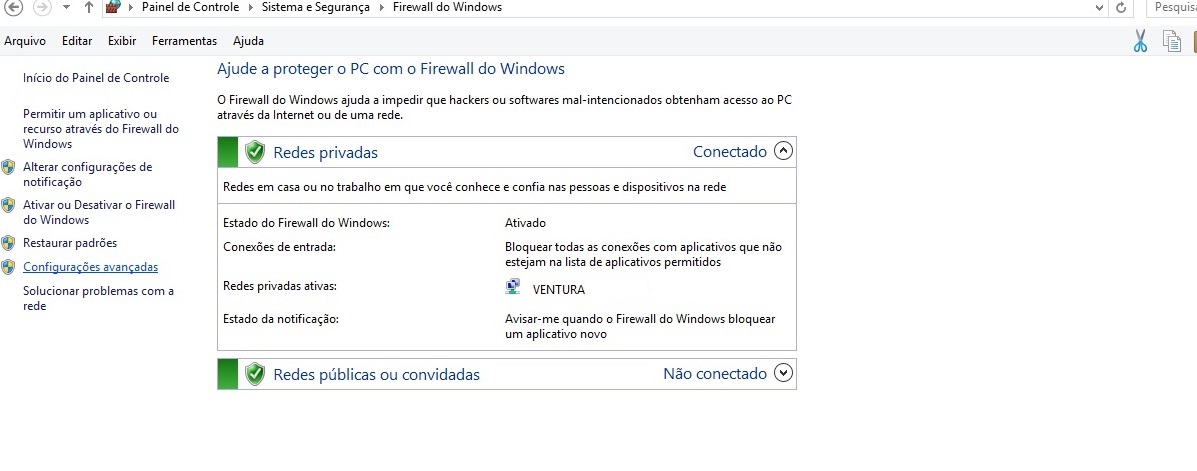 Painel de Controle
Sistema e Segurança
Firewall do Windows
Pesquisa
Arquivo Editar Exibir Ferramentas Ajuda
Início do Painel de Controle
Permitir um aplicativo ou
recurso através do Firewall do
Windows
Alterar configurações de
notificação
Ativar ou Desativar o Firewall
do Windows
Restaurar padrões
Configurações avançadas
Solucionar problemas com a
rede
Ajude a proteger o PC com o Firewall do Windows
O Firewall do Windows ajuda a impedir que hackers ou softwares mal-intencionados obtenham acesso ao PC
através da Internet ou de uma rede.
Redes privadas Conectado
Redes em casa ou no trabalho em que você conhece e confia nas pessoas e dispositivos na rede
Estado do Firewall do Windows: Ativado
Conexões de entrada: Bloquear todas as conexões com aplicativos que não
estejam na lista de aplicativos permitidos
Redes privadas ativas: VENTURA
Estado da notificação: Avisar-me quando o Firewall do Windows bloquear
um aplicativo novo
Redes públicas ou convidadas Não conectado